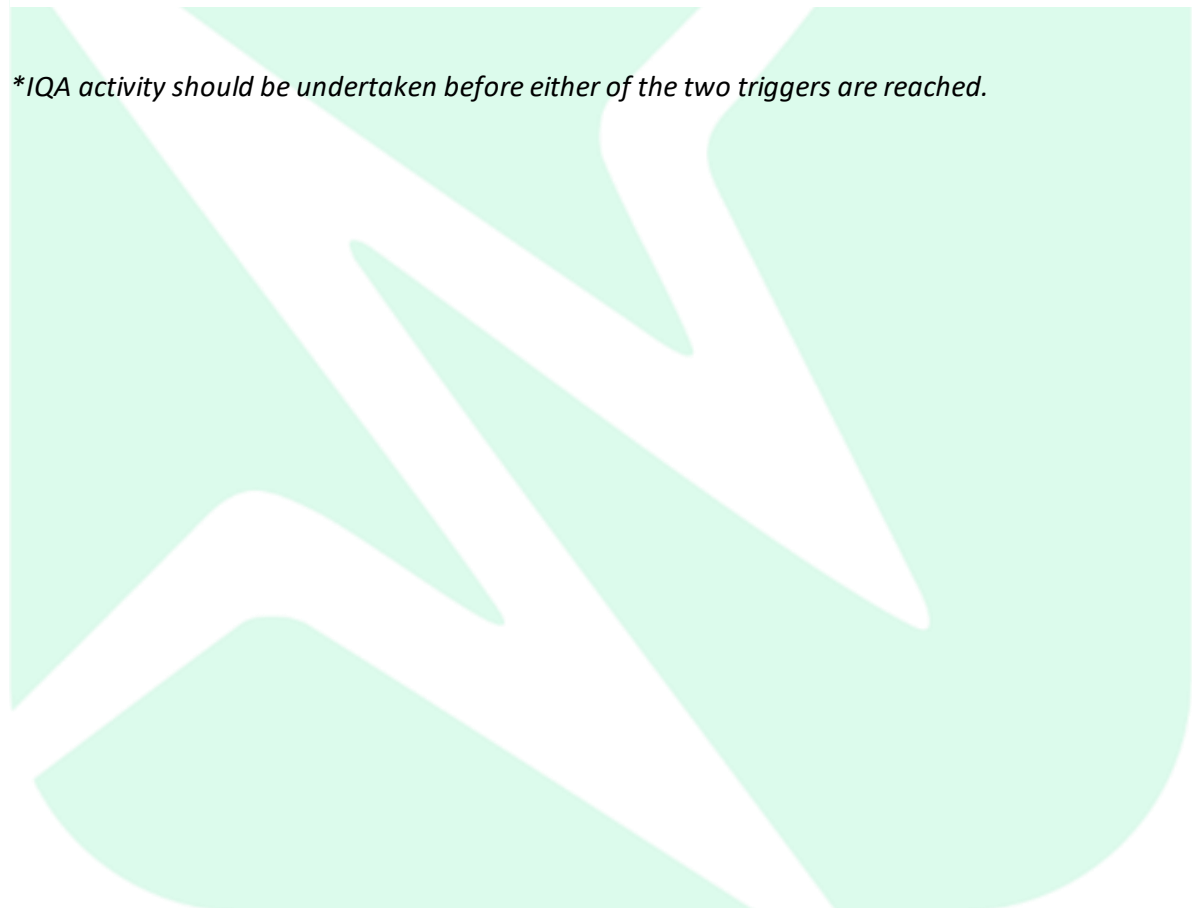 *IQA activity should be undertaken before either of the two triggers are reached.